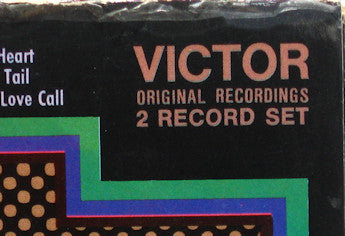 Heart
Tail
Love Call
VICTOR
ORIGINAL RECORDINGS
2 RECORD SET